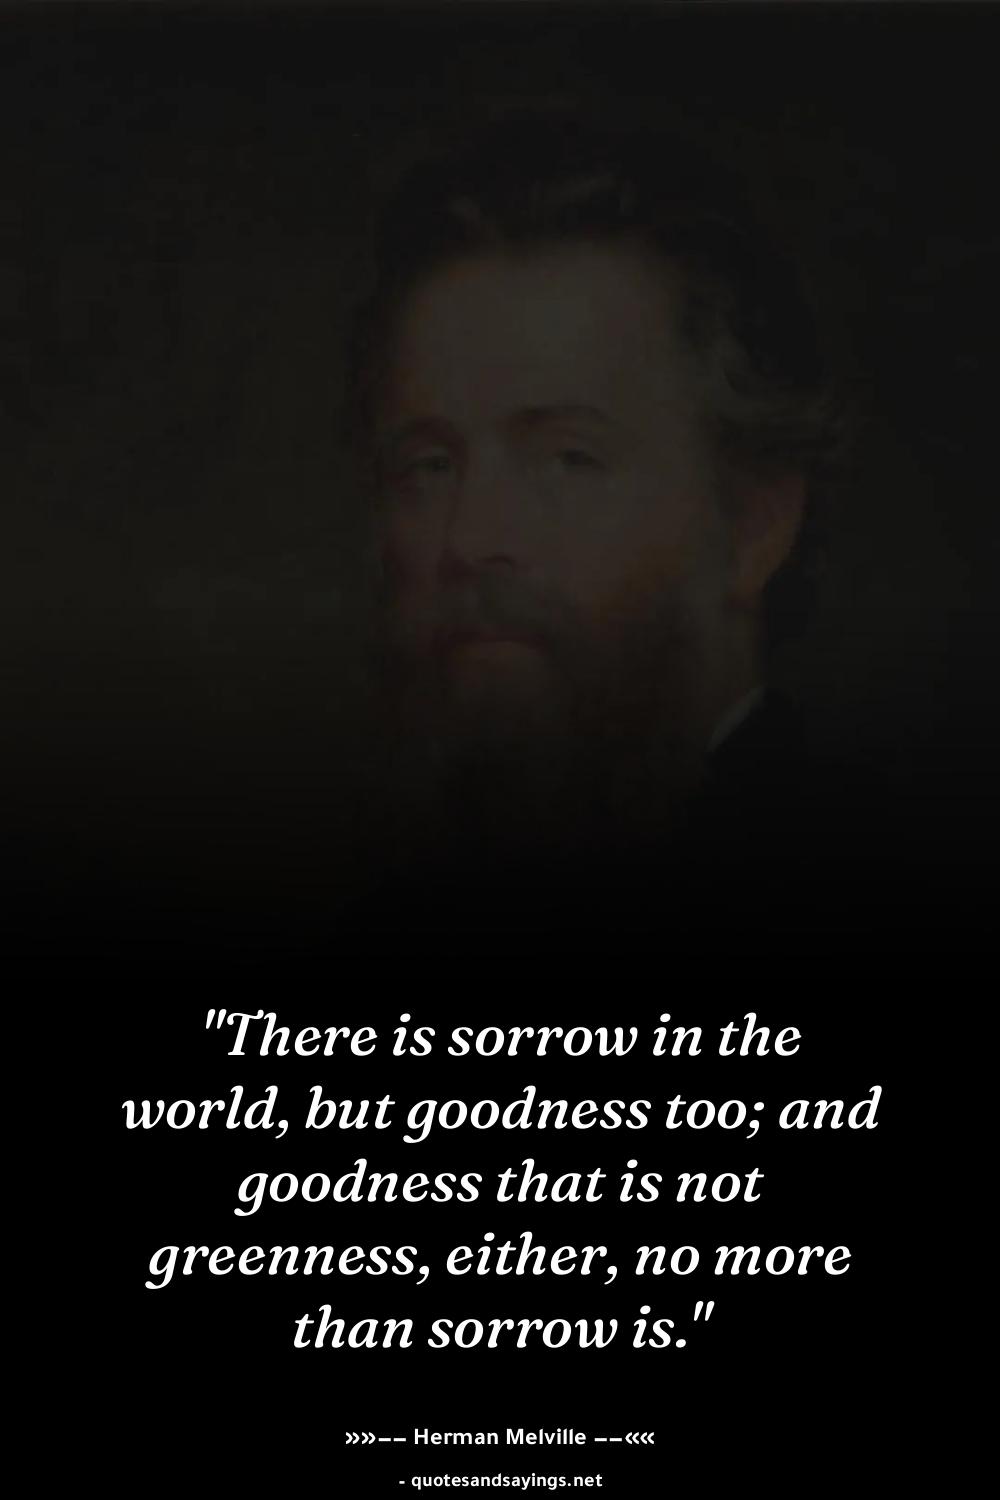 "There is sorrow in the
world, but goodness too; and
goodness that is not
greenness, either, no more
than sorrow is."
»»−− Herman Melville −−««
- quotesandsayings.net